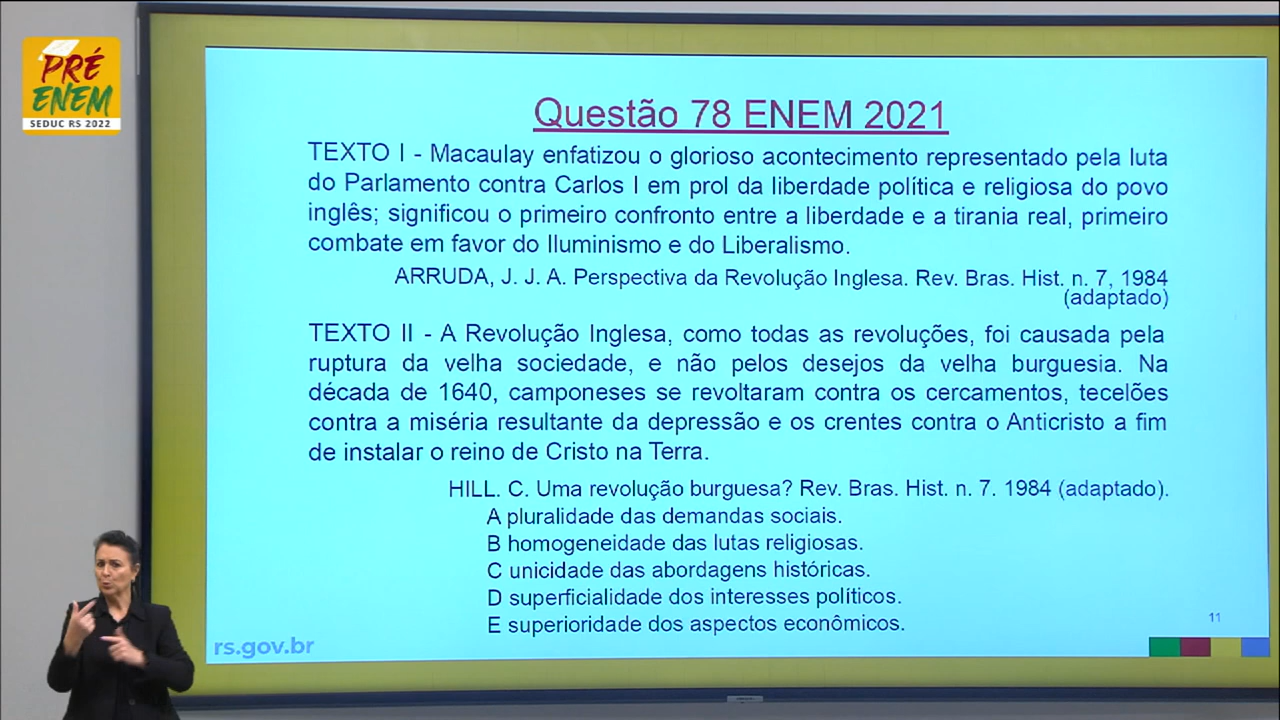 PRÉ
ENEM
SEDUC RS 2022
Questão 78 ENEM 2021
TEXTO I - Macaulay enfatizou o glorioso acontecimento representado pela luta
do Parlamento contra Carlos I em prol da liberdade política e religiosa do povo
inglês; significou o primeiro confronto entre a liberdade e a tirania real, primeiro
combate em favor do Iluminismo e do Liberalismo.
ARRUDA, J. J. A. Perspectiva da Revolução Inglesa. Rev. Bras. Hist. n. 7, 1984
(adaptado)
TEXTO II - A Revolução Inglesa, como todas as revoluções, foi causada pela
ruptura da velha sociedade, e não pelos desejos da velha burguesia. Na
década de 1640, camponeses se revoltaram contra os cercamentos, tecelões
contra a miséria resultante da depressão e os crentes contra o Anticristo a fim
de instalar o reino de Cristo na Terra.
HILL. C. Uma revolução burguesa? Rev. Bras. Hist. n. 7. 1984 (adaptado).
A pluralidade das demandas sociais.
B homogeneidade das lutas religiosas.
C unicidade das abordagens históricas.
D superficialidade dos interesses políticos.
E superioridade dos aspectos econômicos.
11
rs.gov.br